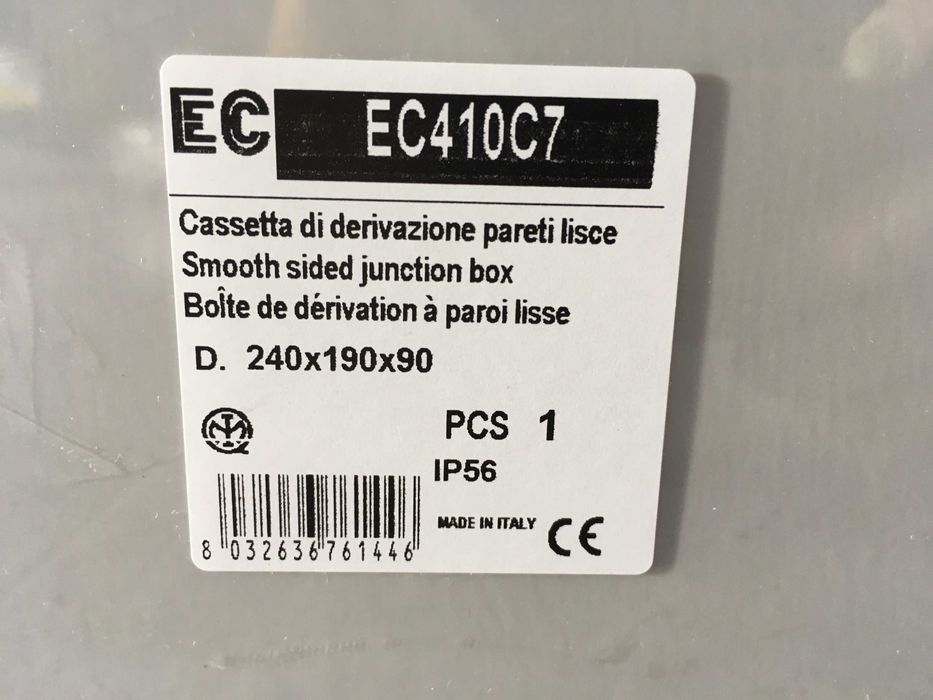 EC EC410C7
Cassetta di derivazione pareti lisce
Smooth sided junction box
Boîte de dérivation à paroi lisse
D. 240x190x90
PCS 1
IP56
MADE IN ITALY CE
8 032636 761446